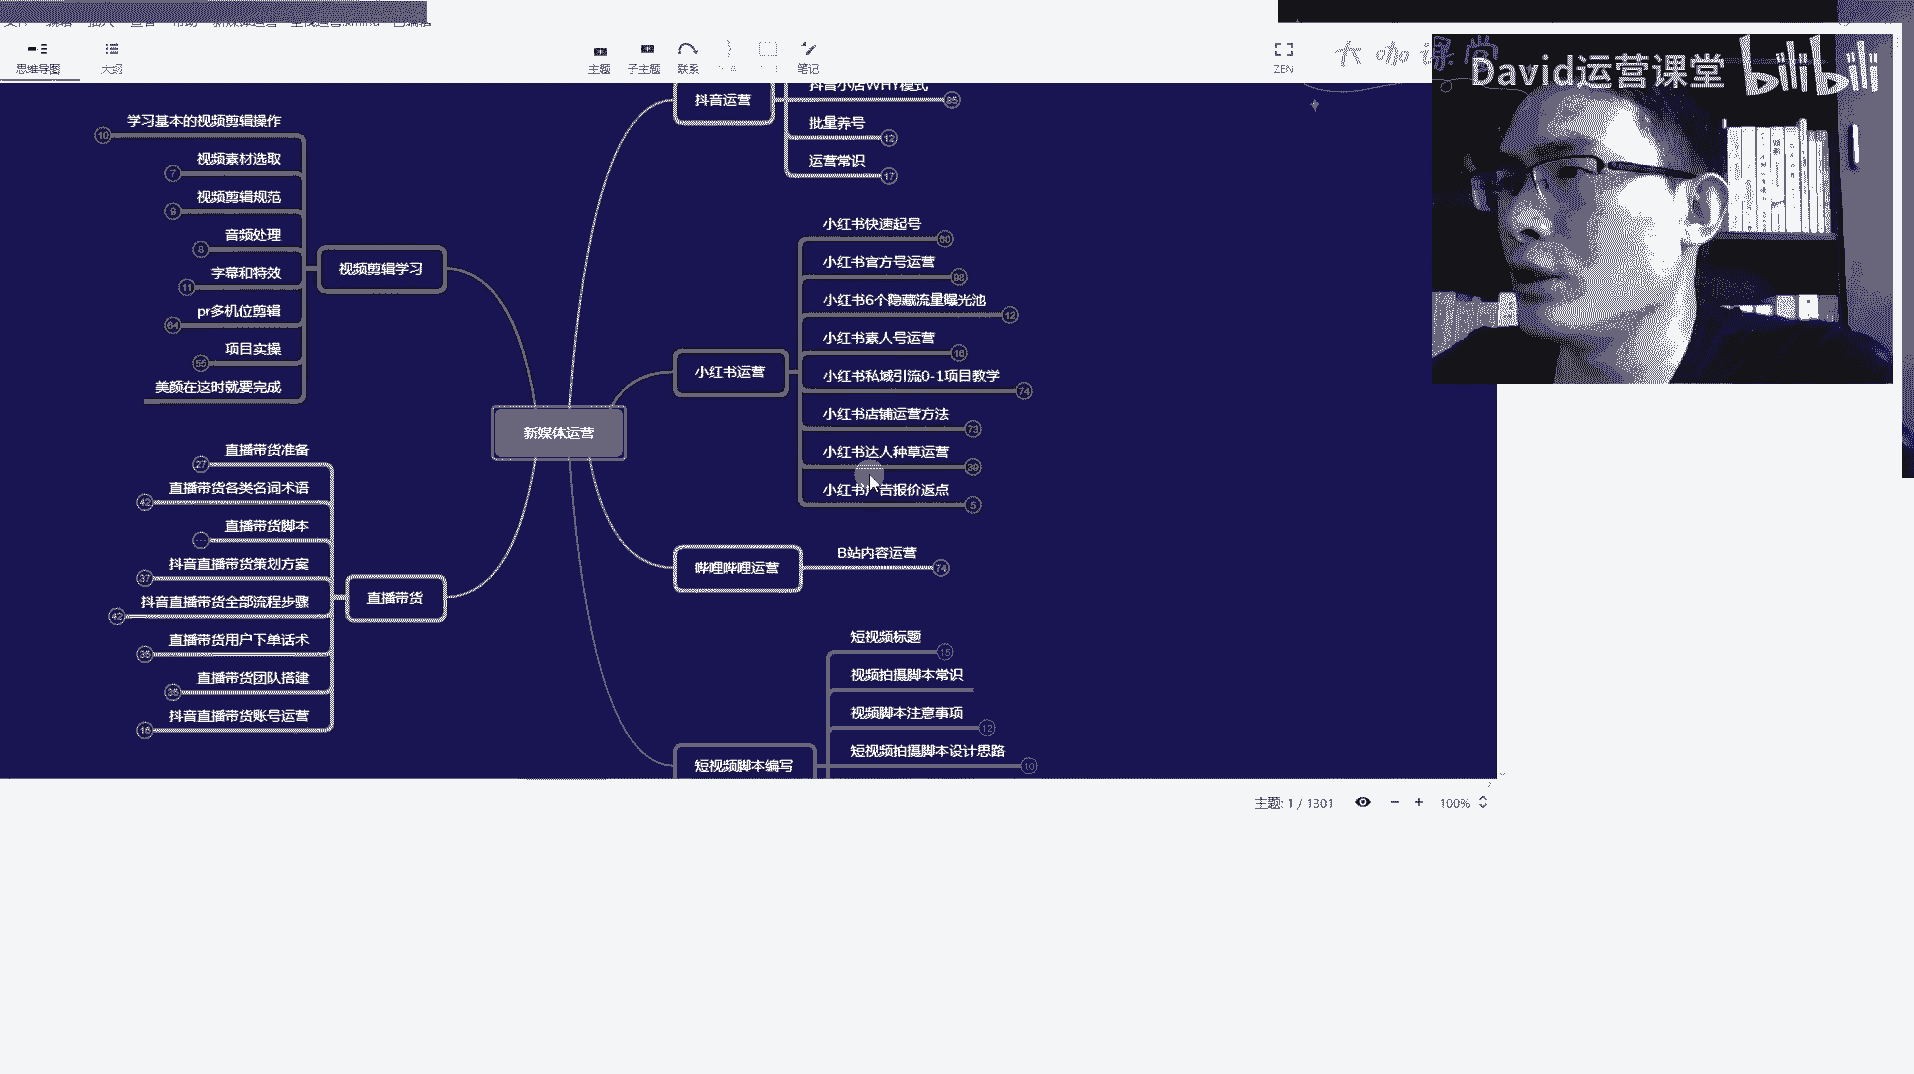 思维导图
大纲
主题
子主题
联系
笔记
ZEN
大咖课堂
David运营课堂
bilibili
学习基本的视频剪辑操作
10
视频素材选取
7
视频剪辑规范
9
音频处理
8
字幕和特效
11
pr多机位剪辑
64
项目实操
55
美颜在这时就要完成
视频剪辑学习
直播带货准备
27
直播带货各类名词术语
42
直播带货脚本
...
抖音直播带货策划方案
37
抖音直播带货全部流程步骤
42
直播带货用户下单话术
直播带货团队搭建
抖音直播带货账号运营
16
直播带货
新媒体运营
抖音运营
抖音小店WHY模式
批量养号
12
运营常识
17
小红书运营
小红书快速起号
60
小红书官方号运营
小红书6个隐藏流量曝光池
12
小红书素人号运营
16
小红书私域引流0-1项目教学
74
小红书店铺运营方法
73
小红书达人种草运营
39
小红书广告报价返点
5
哔哩哔哩运营
B站内容运营
74
短视频脚本编写
短视频标题
15
视频拍摄脚本常识
视频脚本注意事项
12
短视频拍摄脚本设计思路
10
主题: 1 / 1301
100%